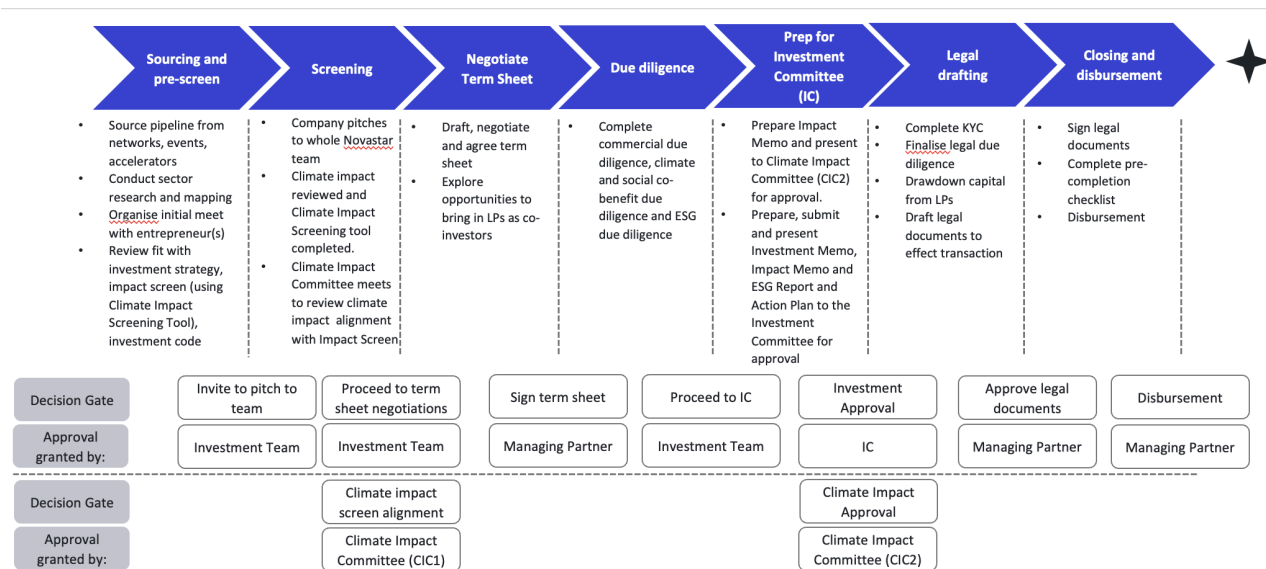 Sourcing and
pre-screen
Screening
Negotiate
Term Sheet
Due diligence
Prep for
Investment
Committee
(IC)
Legal
drafting
Closing and
disbursement
• Source pipeline from
networks, events,
accelerators
• Conduct sector
research and mapping
• Organise initial meet
with entrepreneur(s)
• Review fit with
investment strategy,
impact screen (using
Climate Impact
Screening Tool),
investment code
• Company pitches
to whole Novastar
team
• Climate impact
reviewed and
Climate Impact
Screening tool
completed.
• Climate Impact
Committee meets
to review climate
impact alignment
with Impact Screen
• Draft, negotiate
and agree term
sheet
• Explore
opportunities to
bring in LPs as co-
investors
• Complete
commercial due
diligence, climate
and social co-
benefit due
diligence and ESG
due diligence
• Prepare Impact
Memo and present
to Climate Impact
Committee (CIC2)
for approval.
• Prepare, submit
and present
Investment Memo,
Impact Memo and
ESG Report and
Action Plan to the
Investment
Committee for
approval
• Complete KYC
• Finalise legal due
diligence
• Drawdown capital
from LPs
• Draft legal
documents to
effect transaction
• Sign legal
documents
• Complete pre-
completion
checklist
• Disbursement
Decision Gate
Invite to pitch to
team
Proceed to term
sheet negotiations
Sign term sheet
Proceed to IC
Investment
Approval
Approve legal
documents
Disbursement
Approval
granted by:
Investment Team
Investment Team
Managing Partner
Investment Team
IC
Managing Partner
Managing Partner
Decision Gate
Climate impact
screen alignment
Climate Impact
Approval
Approval
granted by:
Climate Impact
Committee (CIC1)
Climate Impact
Committee (CIC2)